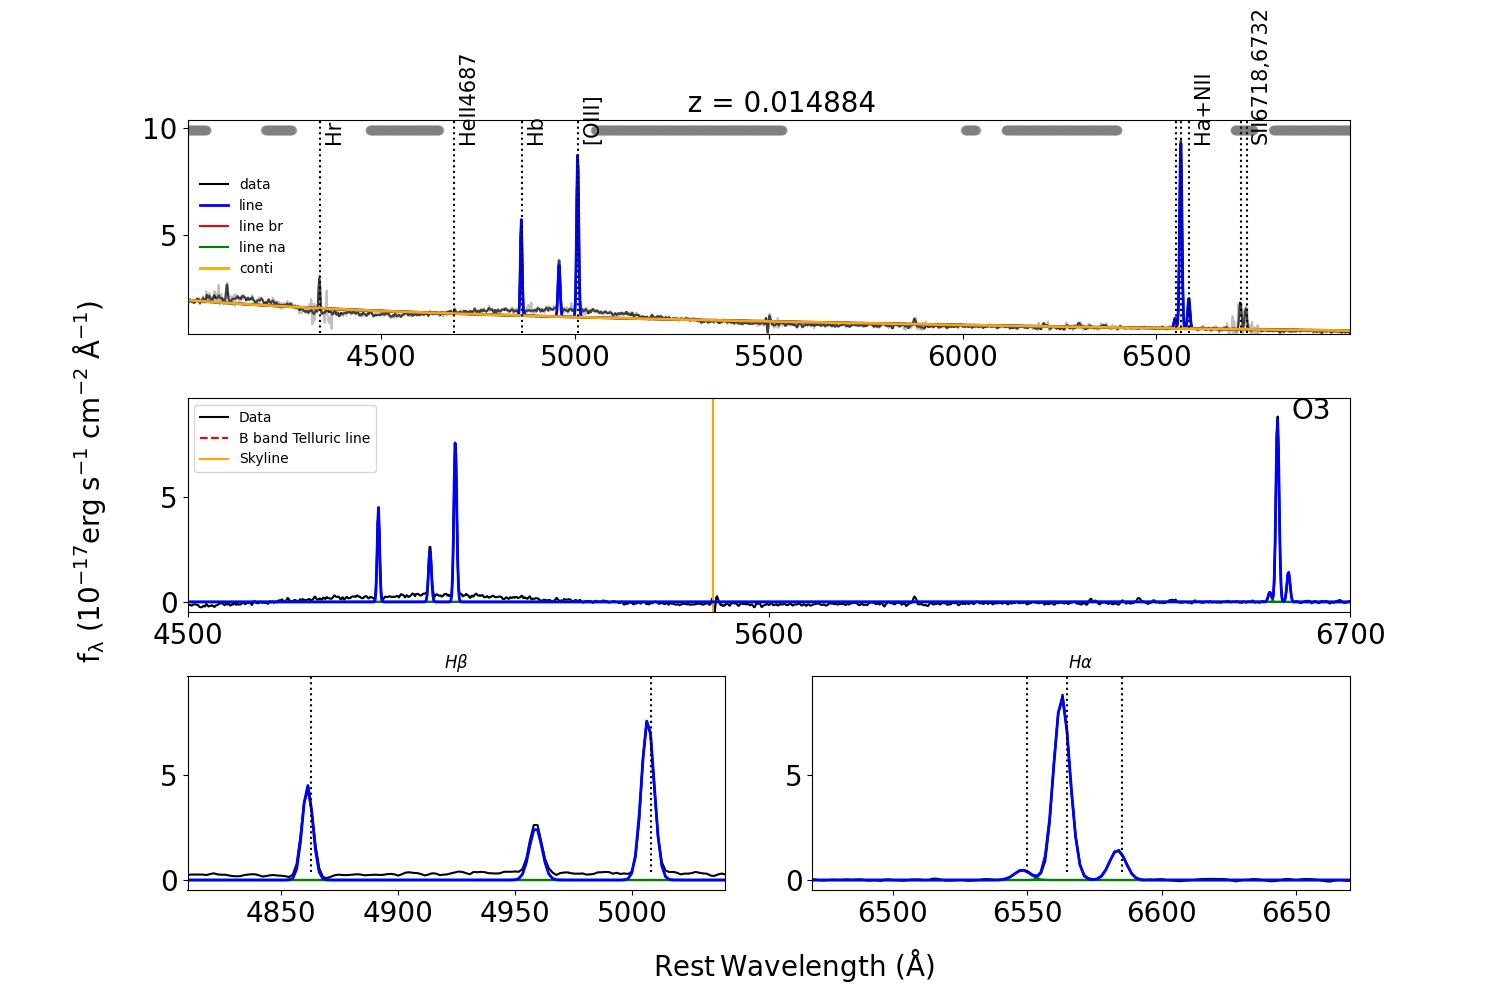 z = 0.014884
Hr
HeII4687
Hb
[OIII]
Ha+NII
SII6718,6732
10
5
data
line
line br
line na
conti
4500 5000 5500 6000 6500
fλ (10⁻¹⁷erg s⁻¹ cm⁻² Å⁻¹)
O3
Data
B band Telluric line
Skyline
5
0
4500 5600 6700
Hβ
5
0
4850 4900 4950 5000
Hα
5
0
6500 6550 6600 6650
Rest Wavelength (Å)